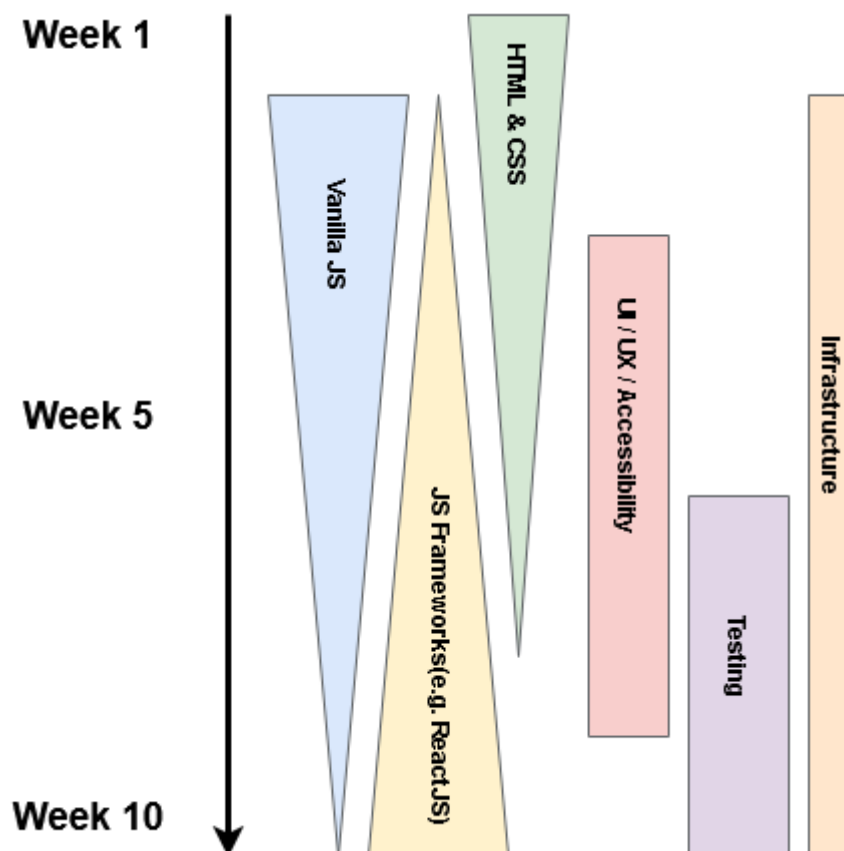 Week 1
HTML & CSS
Vanilla JS
UI / UX / Accessibility
Infrastructure
Week 5
JS Frameworks(e.g. ReactJS)
Testing
Week 10